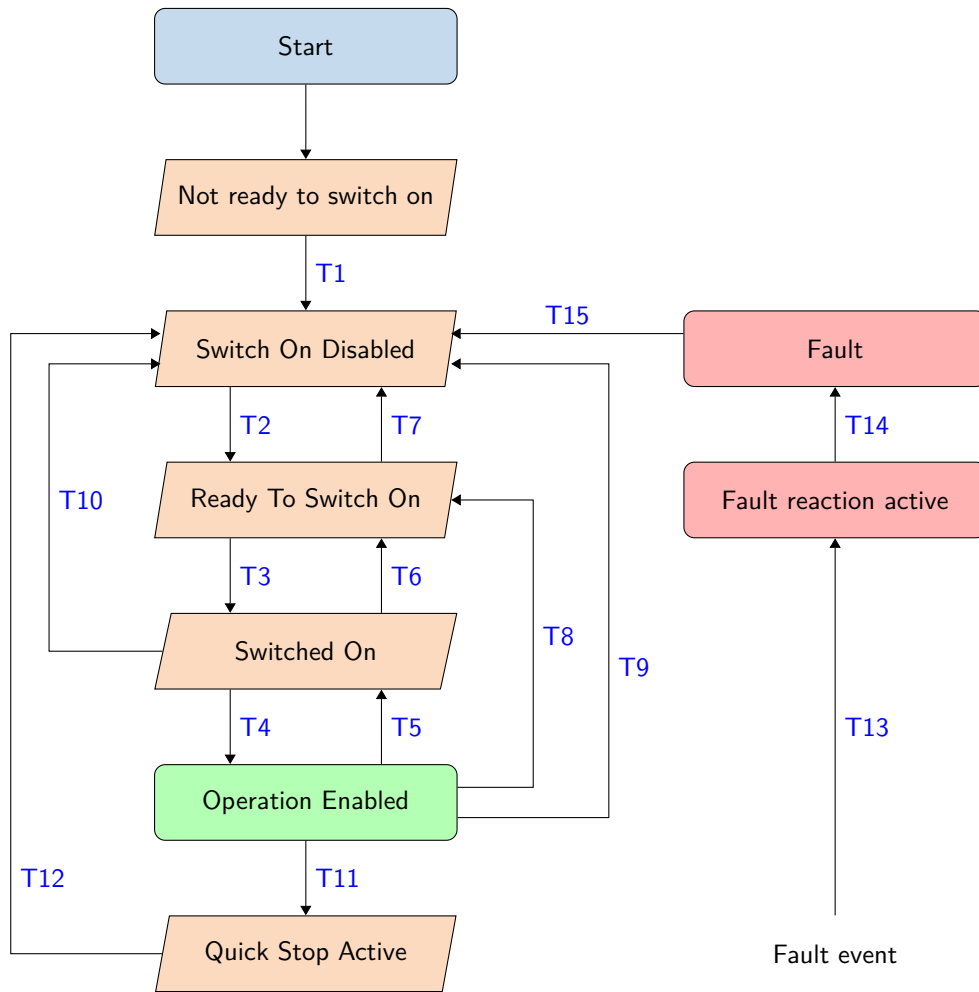 Start
Not ready to switch on
T1
T15
Switch On Disabled
Fault
T2
T7
T14
T10
Ready To Switch On
Fault reaction active
T3
T6
T8
Switched On
T9
T4
T5
T13
Operation Enabled
T12
T11
Quick Stop Active
Fault event